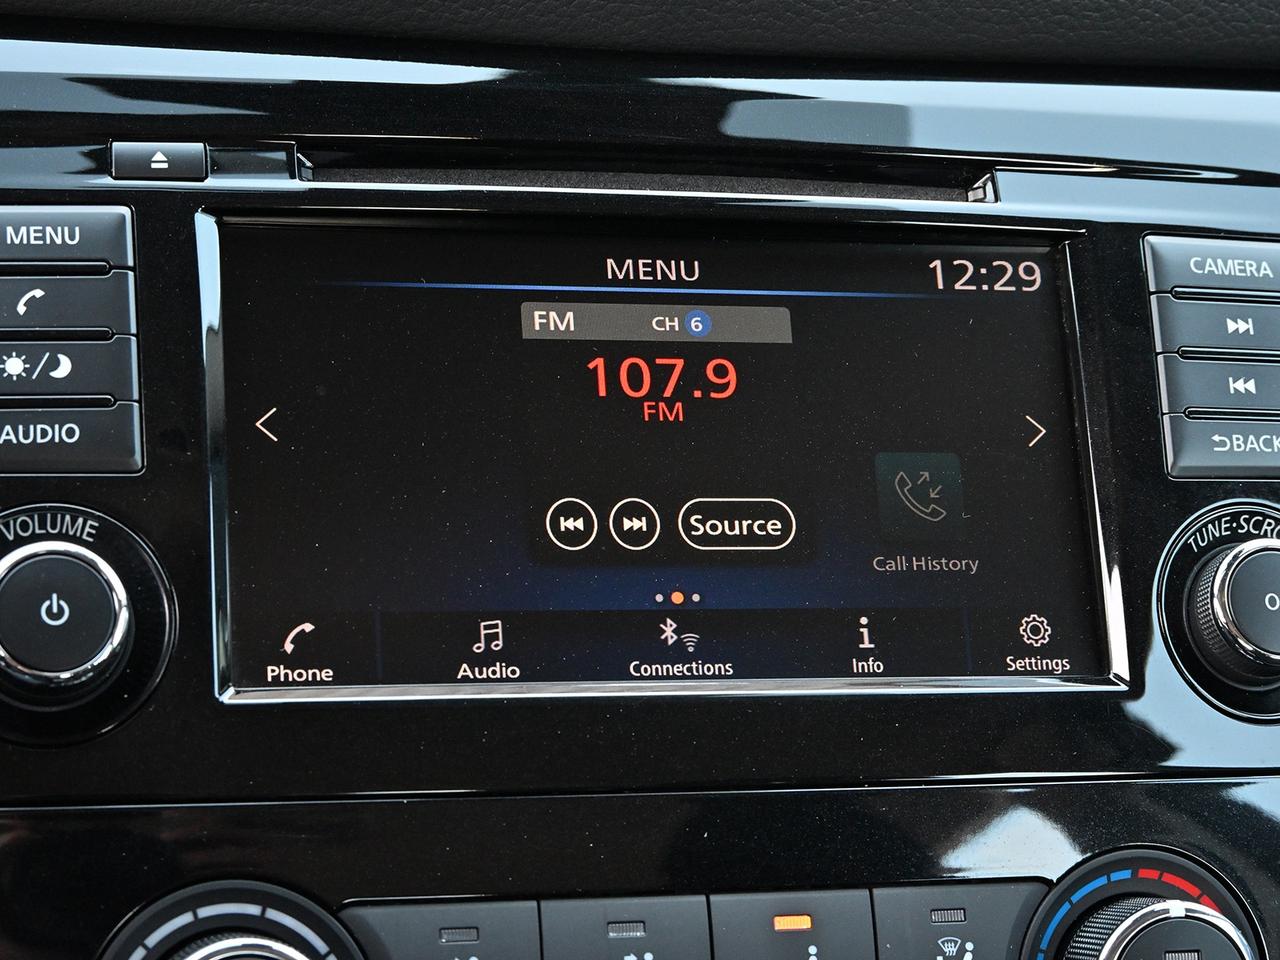 MENU
AUDIO
VOLUME
MENU
12:29
FM CH 6
107.9
FM
Source
Call History
Phone
Audio
Connections
Info
Settings
CAMERA